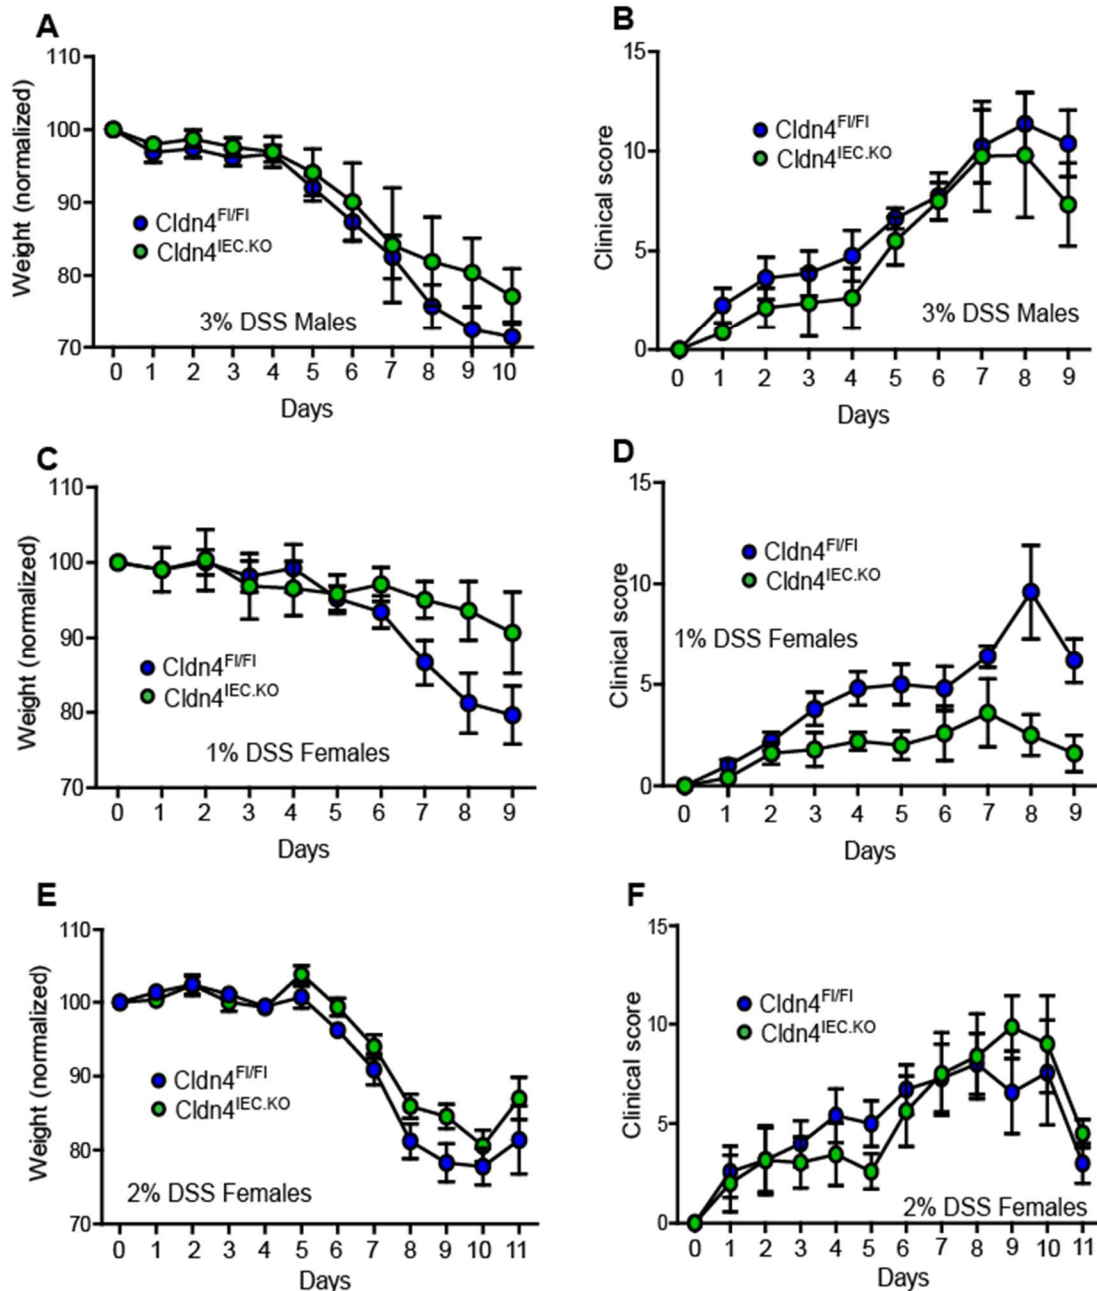 A
110
100
90
80
70
Weight (normalized)
Cldn4Fl/Fl
Cldn4IEC.KO
3% DSS Males
0 1 2 3 4 5 6 7 8 9 10
Days
B
15
10
5
0
Clinical score
Cldn4Fl/Fl
Cldn4IEC.KO
3% DSS Males
0 1 2 3 4 5 6 7 8 9
Days
C
110
100
90
80
70
Weight (normalized)
Cldn4Fl/Fl
Cldn4IEC.KO
1% DSS Females
0 1 2 3 4 5 6 7 8 9
Days
D
15
10
5
0
Clinical score
Cldn4Fl/Fl
Cldn4IEC.KO
1% DSS Females
0 1 2 3 4 5 6 7 8 9
Days
E
110
100
90
80
70
Weight (normalized)
Cldn4Fl/Fl
Cldn4IEC.KO
2% DSS Females
0 1 2 3 4 5 6 7 8 9 10 11
Days
F
15
10
5
0
Clinical score
Cldn4Fl/Fl
Cldn4IEC.KO
2% DSS Females
0 1 2 3 4 5 6 7 8 9 10 11
Days